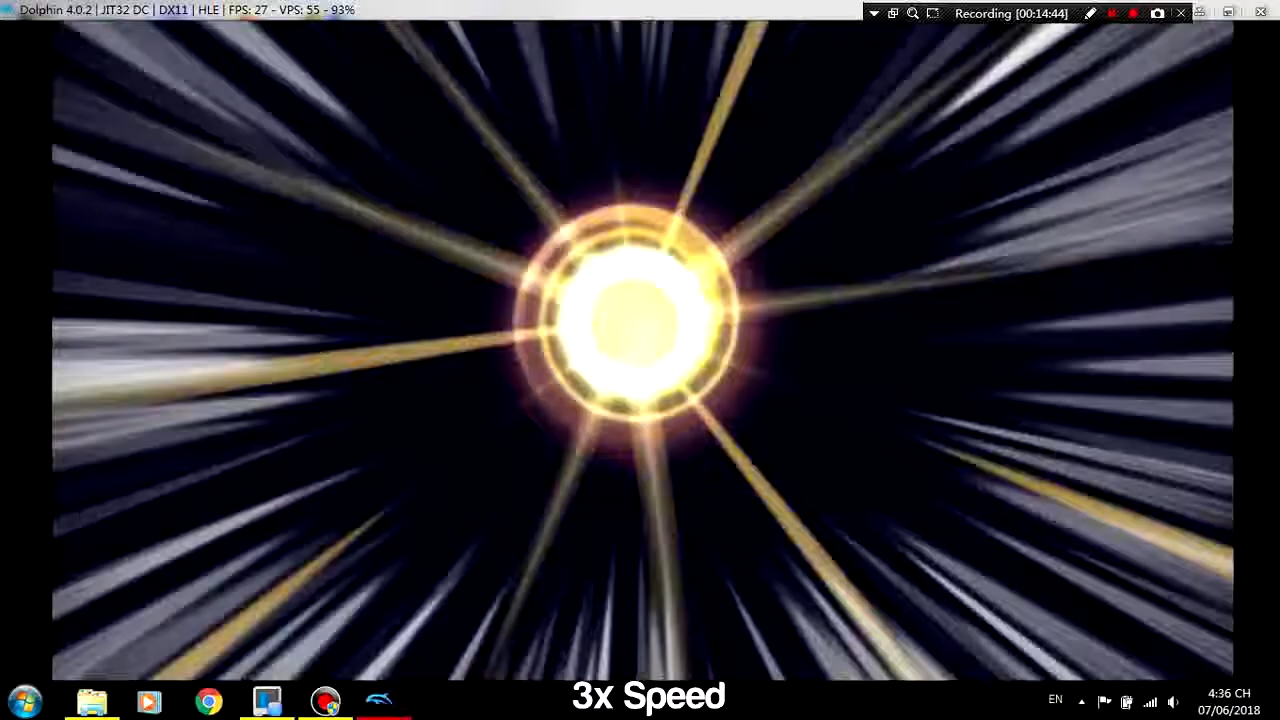 Dolphin 4.0.2 | JIT32 DC | DX11 | HLE | FPS: 27 - VPS: 55 - 93%
Recording [00:14:44]
3x Speed
EN
4:36 CH
07/06/2018